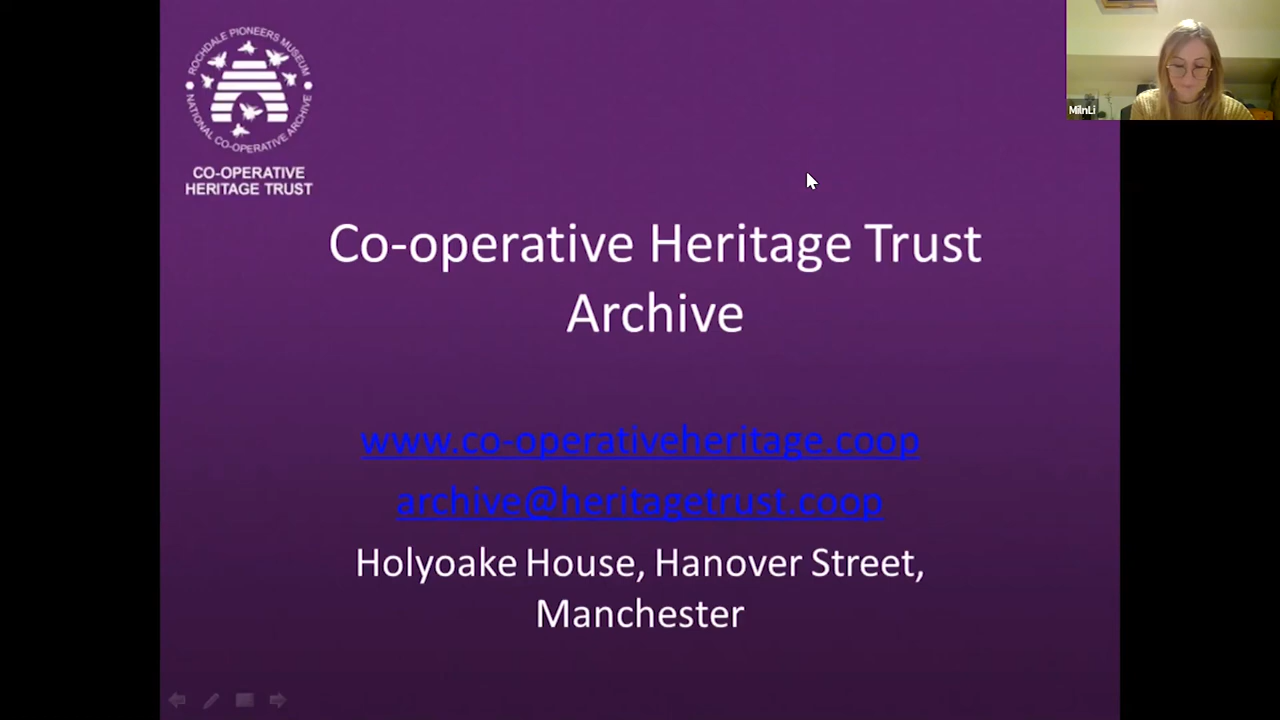 ROCHDALE PIONEERS MUSEUM
NATIONAL CO-OPERATIVE ARCHIVE
CO-OPERATIVE
HERITAGE TRUST
MilnLi
Co-operative Heritage Trust
Archive
www.co-operativeheritage.coop
archive@heritagetrust.coop
Holyoake House, Hanover Street,
Manchester